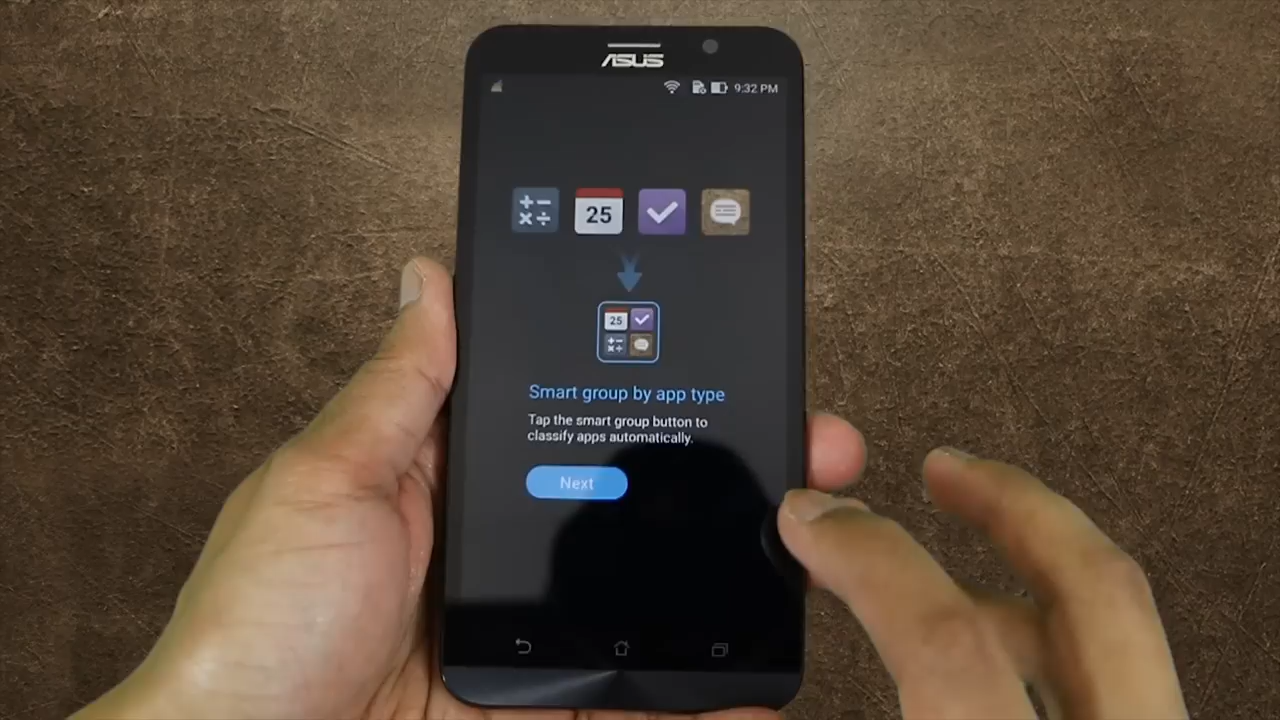 ASUS
9:32 PM
25
25
Smart group by app type
Tap the smart group button to
classify apps automatically.
Next